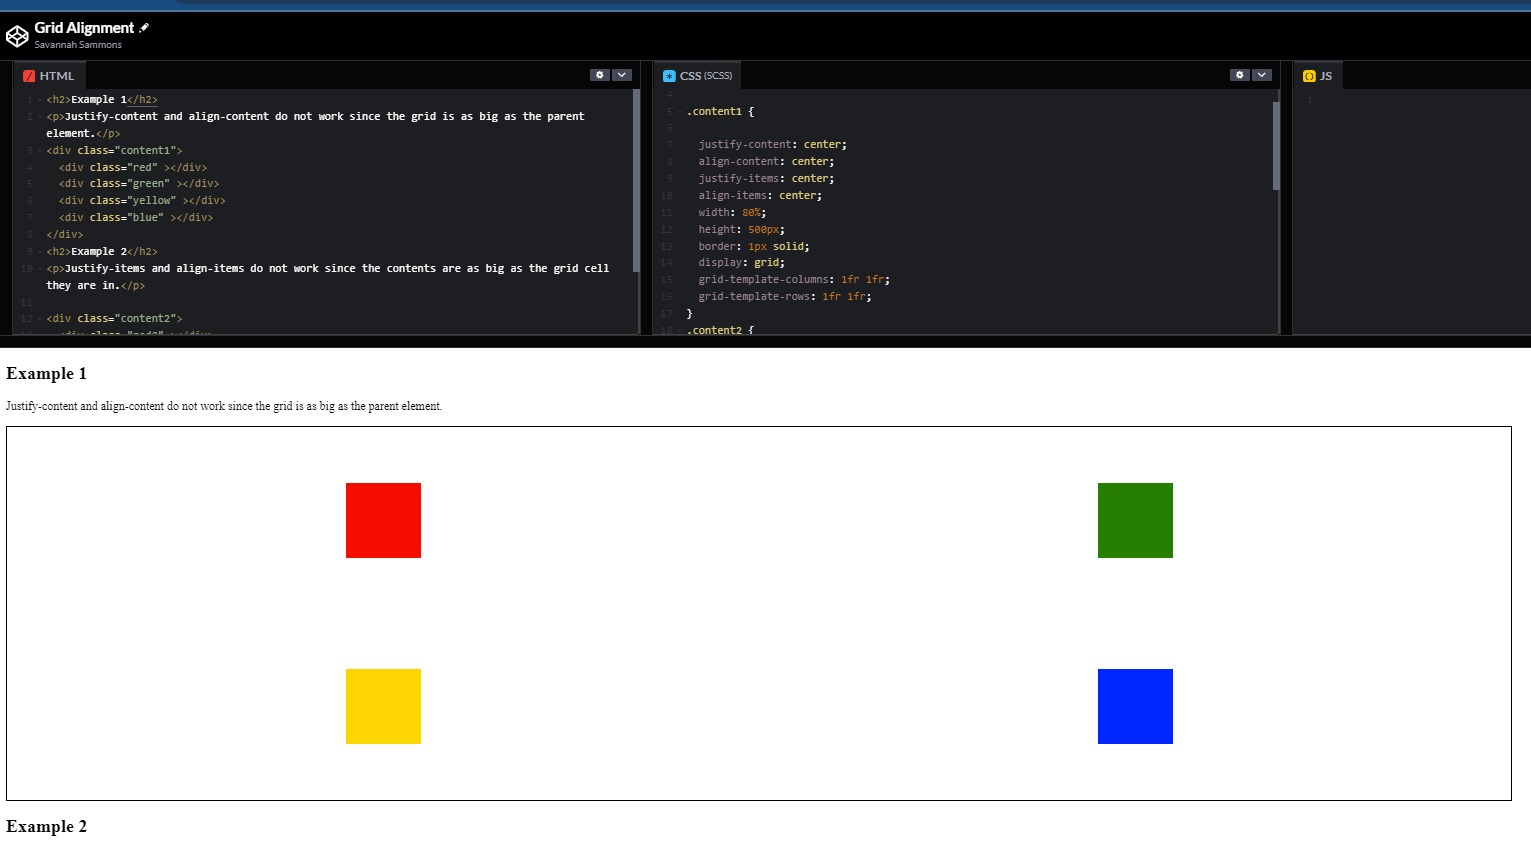 Grid Alignment
Savannah Sammons
HTML
1 <h2>Example 1</h2>
2 <p>Justify-content and align-content do not work since the grid is as big as the parent
element.</p>
3 <div class="content1">
4 <div class="red" ></div>
5 <div class="green" ></div>
6 <div class="yellow" ></div>
7 <div class="blue" ></div>
8 </div>
9 <h2>Example 2</h2>
10 <p>Justify-items and align-items do not work since the contents are as big as the grid cell
they are in.</p>
11
12 <div class="content2">
CSS (SCSS)
4
5 .content1 {
6
7 justify-content: center;
8 align-content: center;
9 justify-items: center;
10 align-items: center;
11 width: 80%;
12 height: 500px;
13 border: 1px solid;
14 display: grid;
15 grid-template-columns: 1fr 1fr;
16 grid-template-rows: 1fr 1fr;
17 }
18 .content2 {
JS
1
Example 1
Justify-content and align-content do not work since the grid is as big as the parent element.
Example 2